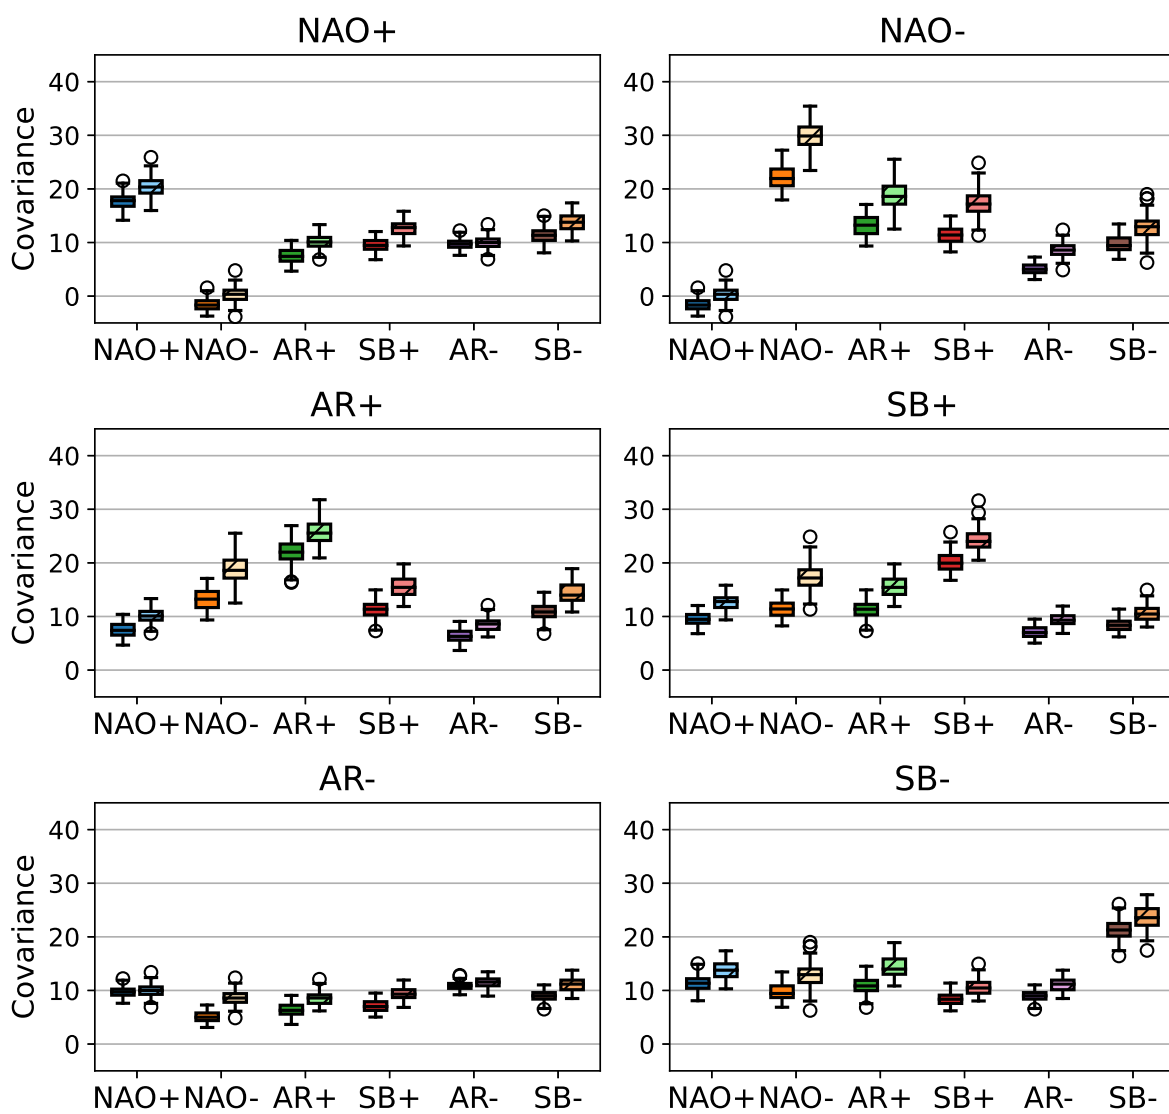 NAO+ NAO-
Covariance
40 40
30 30
20 20
10 10
0 0
NAO+ NAO- AR+ SB+ AR- SB- NAO+ NAO- AR+ SB+ AR- SB-
AR+ SB+
Covariance
40 40
30 30
20 20
10 10
0 0
NAO+ NAO- AR+ SB+ AR- SB- NAO+ NAO- AR+ SB+ AR- SB-
AR- SB-
Covariance
40 40
30 30
20 20
10 10
0 0
NAO+ NAO- AR+ SB+ AR- SB- NAO+ NAO- AR+ SB+ AR- SB-